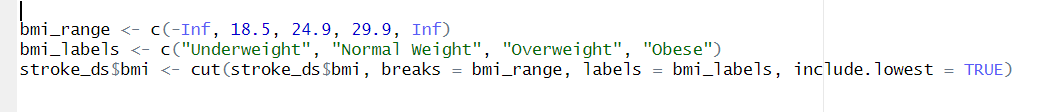 bmi_range <- c(-Inf, 18.5, 24.9, 29.9, Inf)
bmi_labels <- c("Underweight", "Normal Weight", "Overweight", "Obese")
stroke_ds$bmi <- cut(stroke_ds$bmi, breaks = bmi_range, labels = bmi_labels, include.lowest = TRUE)